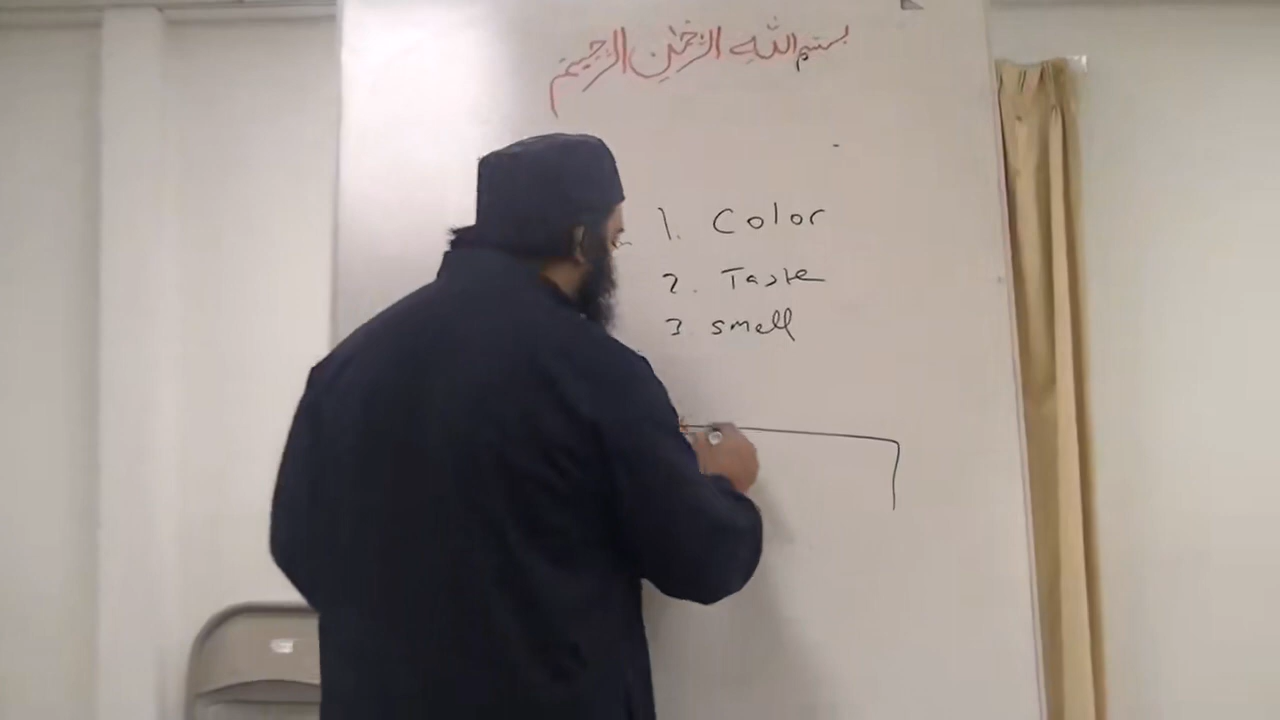 بسم الله الرحمن الرحيم
1. Color
2. Taste
3 smell